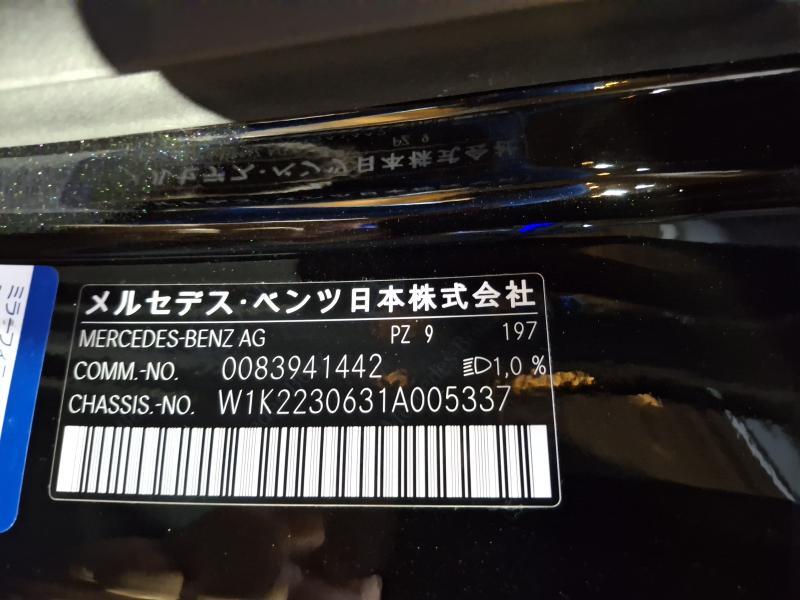 メルセデス・ベンツ日本株式会社
MERCEDES-BENZ AG PZ 9 197
COMM.-NO. 0083941442 1,0 %
CHASSIS.-NO. W1K2230631A005337